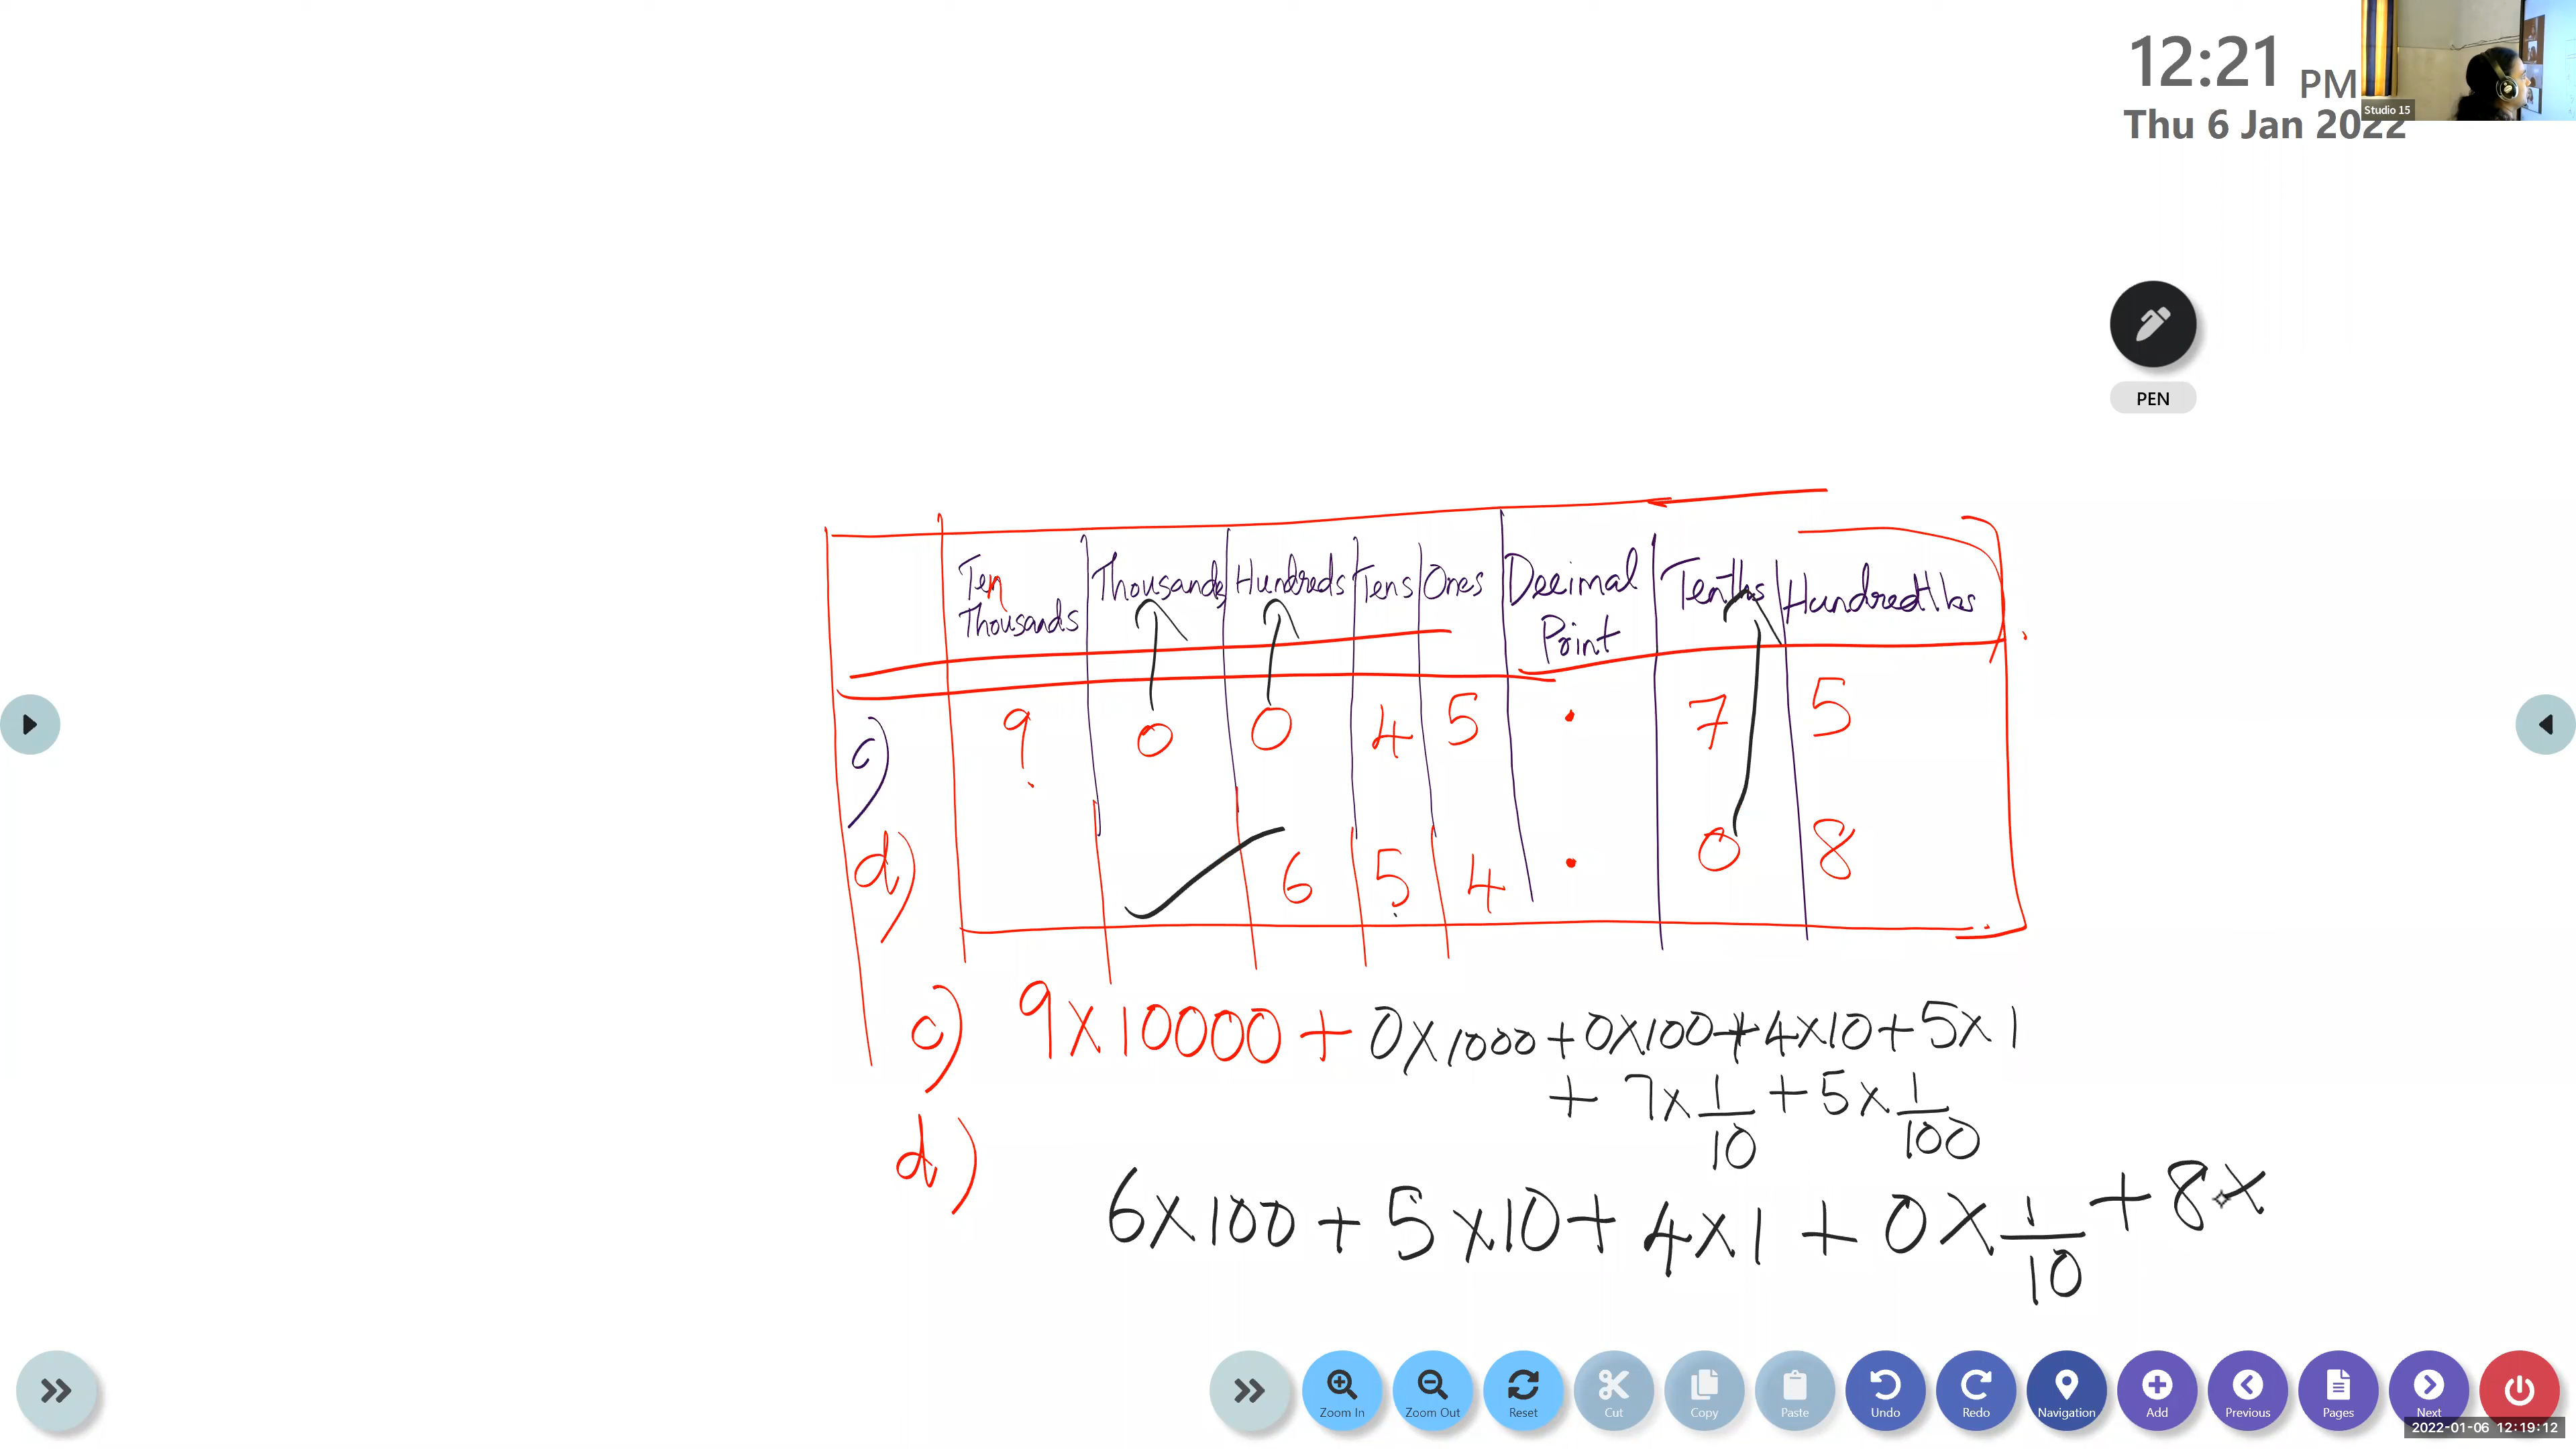 12:21 PM
Studio 15
Thu 6 Jan 2022
PEN
Ten Thousands Thousands Hundreds Tens Ones Decimal Print Tenths Hundredths
c) 9 0 0 4 5 . 7 5
d) 6 5 4 . 0 8
c) 9 x 10000 + 0 x 1000 + 0 x 100 + 4 x 10 + 5 x 1
+ 7 x 1/10 + 5 x 1/100
d)
6 x 100 + 5 x 10 + 4 x 1 + 0 x 1/10 + 8 x
Zoom In Zoom Out Reset Cut Copy Paste Undo Redo Navigation Add Previous Pages Next
2022-01-06 12:19:12